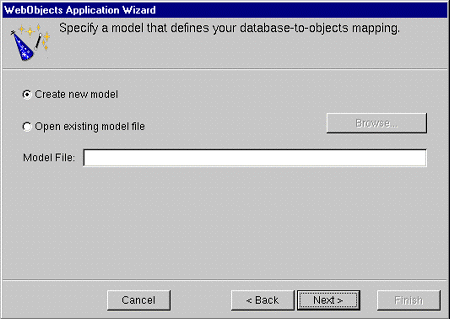 WebObjects Application Wizard
Specify a model that defines your database-to-objects mapping.
Create new model
Open existing model file
Browse...
Model File:
Cancel
< Back
Next >
Finish